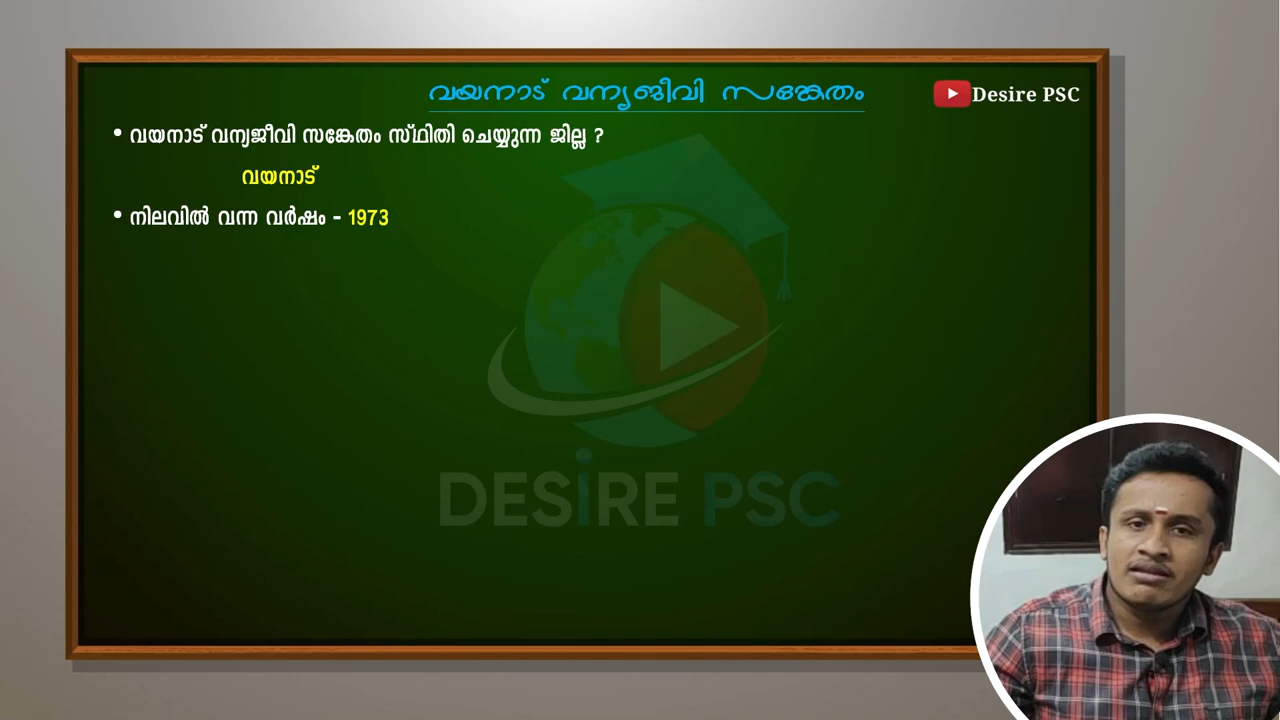 വയനാട് വന്യജീവി സങ്കേതം
Desire PSC
• വയനാട് വന്യജീവി സങ്കേതം സ്ഥിതി ചെയ്യുന്ന ജില്ല ?
വയനാട്
• നിലവിൽ വന്ന വർഷം - 1973
DESiRE PSC